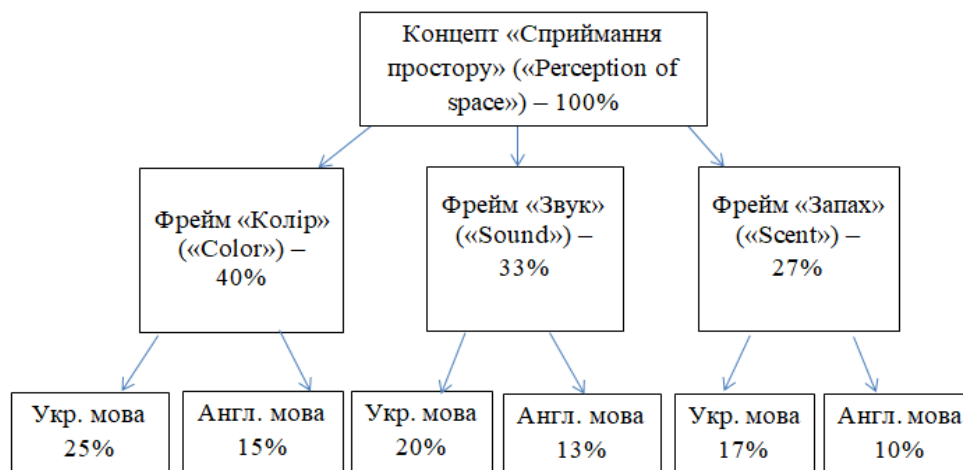 Концепт «Сприймання
простору» («Perception of
space») – 100%
Фрейм «Колір»
(«Color») –
40%
Фрейм «Звук»
(«Sound») –
33%
Фрейм «Запах»
(«Scent») –
27%
Укр. мова
25%
Англ. мова
15%
Укр. мова
20%
Англ. мова
13%
Укр. мова
17%
Англ. мова
10%